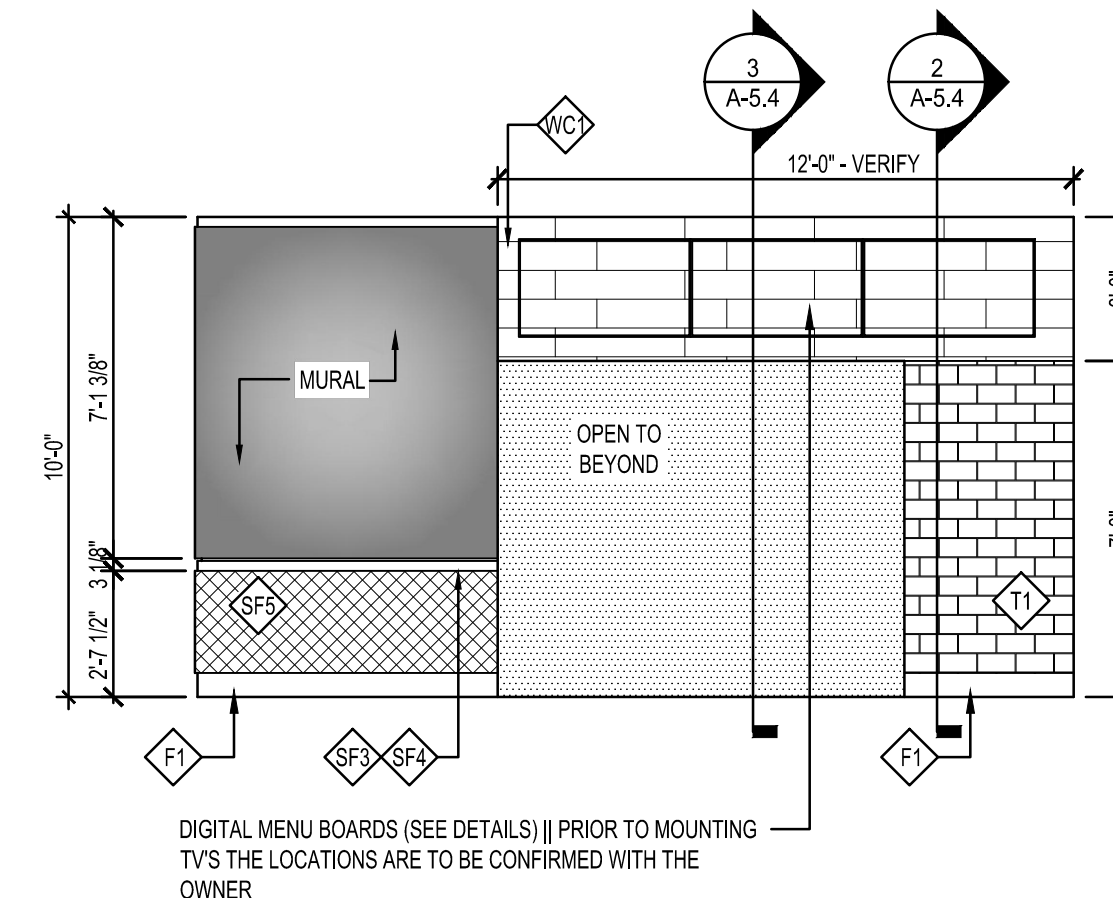 3
A-5.4
2
A-5.4
WC1
12'-0" - VERIFY
MURAL
7'-1 3/8"
10'-0"
3 1/8"
2'-7 1/2"
OPEN TO
BEYOND
SF5
T1
F1
SF3
SF4
F1
DIGITAL MENU BOARDS (SEE DETAILS) || PRIOR TO MOUNTING
TV'S THE LOCATIONS ARE TO BE CONFIRMED WITH THE
OWNER